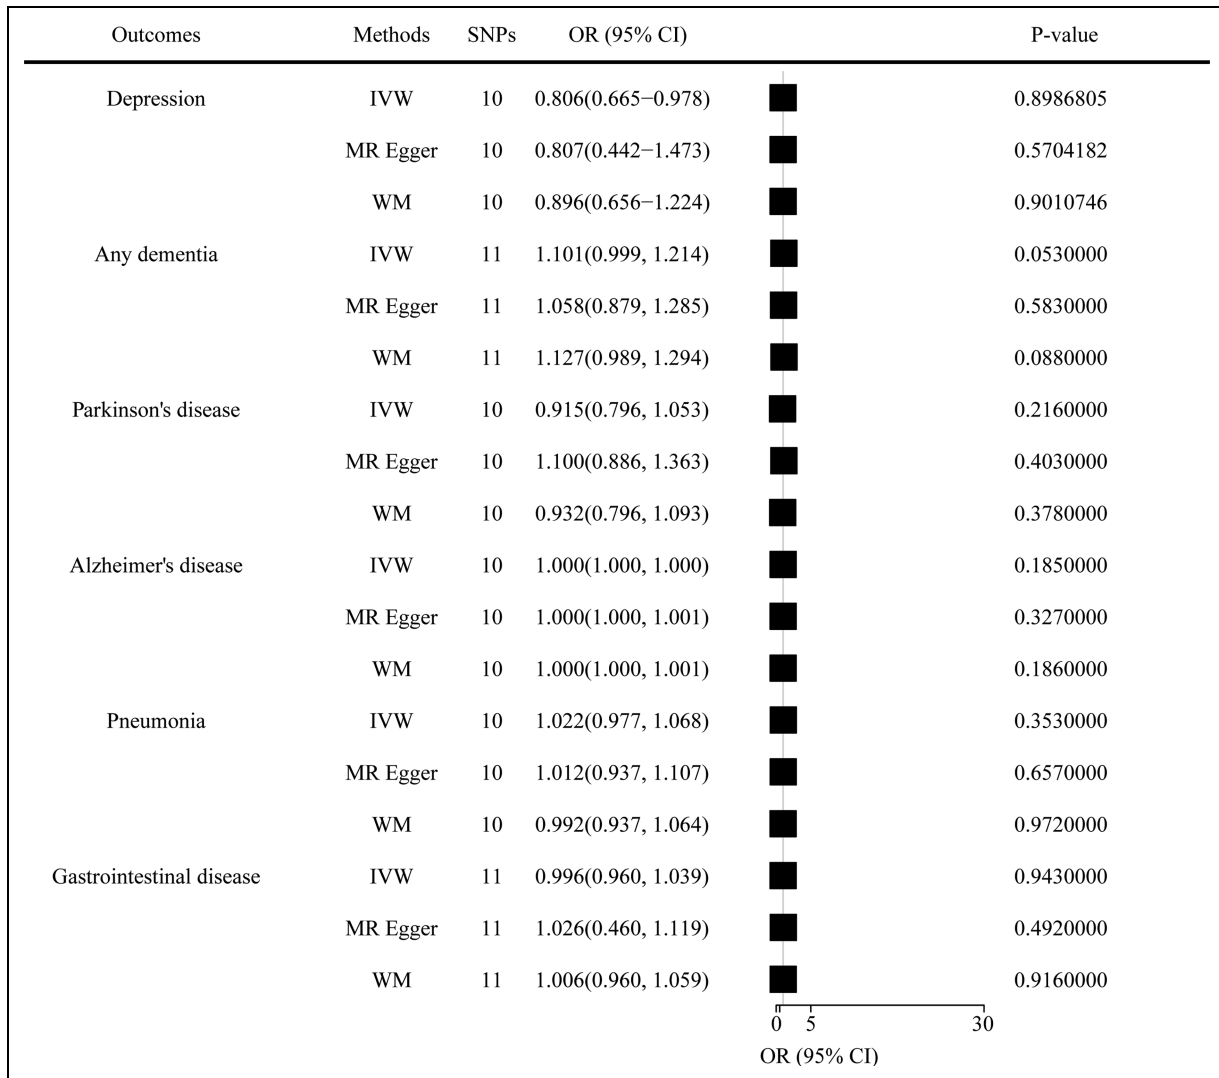 Outcomes Methods SNPs OR (95% CI) P-value
Depression IVW 10 0.806(0.665−0.978) 0.8986805
MR Egger 10 0.807(0.442−1.473) 0.5704182
WM 10 0.896(0.656−1.224) 0.9010746
Any dementia IVW 11 1.101(0.999, 1.214) 0.0530000
MR Egger 11 1.058(0.879, 1.285) 0.5830000
WM 11 1.127(0.989, 1.294) 0.0880000
Parkinson's disease IVW 10 0.915(0.796, 1.053) 0.2160000
MR Egger 10 1.100(0.886, 1.363) 0.4030000
WM 10 0.932(0.796, 1.093) 0.3780000
Alzheimer's disease IVW 10 1.000(1.000, 1.000) 0.1850000
MR Egger 10 1.000(1.000, 1.001) 0.3270000
WM 10 1.000(1.000, 1.001) 0.1860000
Pneumonia IVW 10 1.022(0.977, 1.068) 0.3530000
MR Egger 10 1.012(0.937, 1.107) 0.6570000
WM 10 0.992(0.937, 1.064) 0.9720000
Gastrointestinal disease IVW 11 0.996(0.960, 1.039) 0.9430000
MR Egger 11 1.026(0.460, 1.119) 0.4920000
WM 11 1.006(0.960, 1.059) 0.9160000
0 5 30
OR (95% CI)